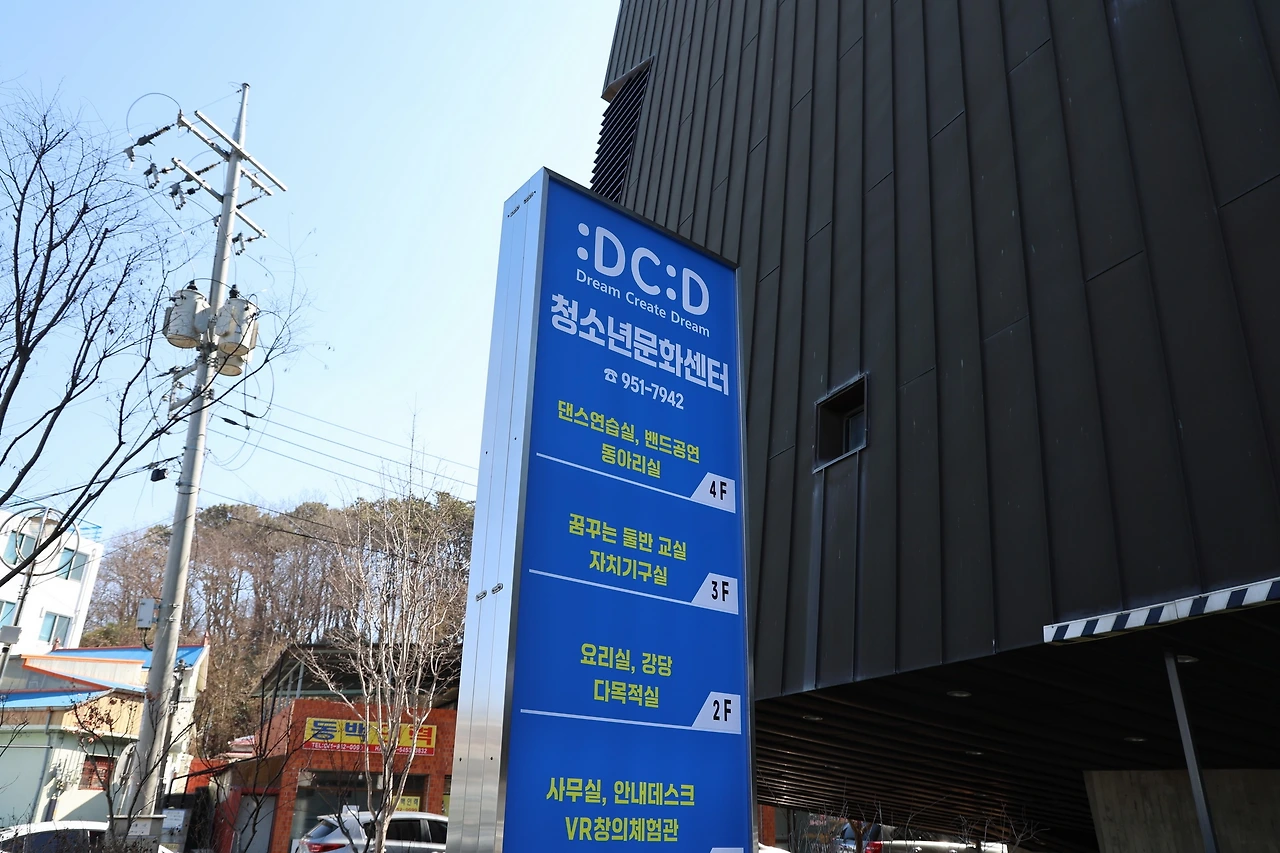 :DC:D
Dream Create Dream
청소년문화센터
☎ 951-7942
댄스연습실, 밴드공연
동아리실
4F
꿈꾸는 둘반 교실
자치기구실
3F
요리실, 강당
다목적실
2F
사무실, 안내데스크
VR창의체험관
동백